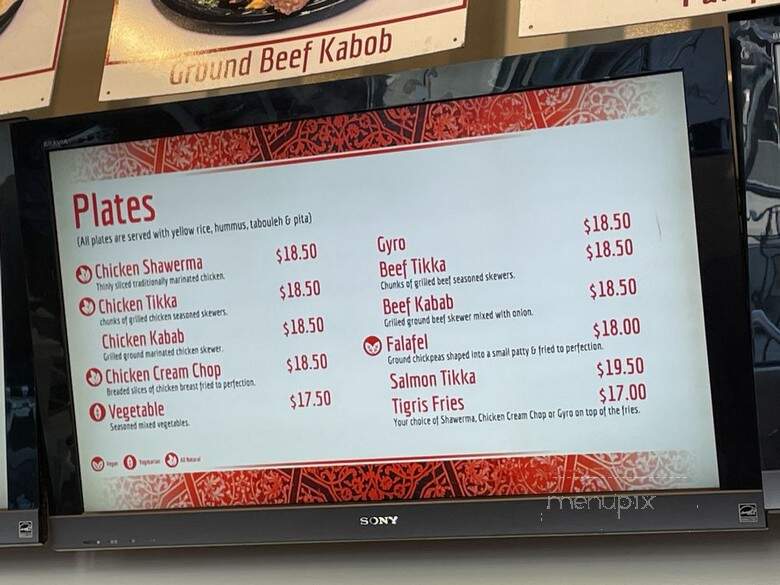 Ground Beef Kabob
BRAVIA
Plates
(All plates are served with yellow rice, hummus, tabouleh & pita)
Chicken Shawerma $18.50
Thinly sliced traditionally marinated chicken.
Chicken Tikka $18.50
chunks of grilled chicken seasoned skewers.
Chicken Kabab $18.50
Grilled ground marinated chicken skewer.
Chicken Cream Chop $18.50
Breaded slices of chicken breast fried to perfection.
Vegetable $17.50
Seasoned mixed vegetables.
Gyro $18.50
Beef Tikka $18.50
Chunks of grilled beef seasoned skewers.
Beef Kabab $18.50
Grilled ground beef skewer mixed with onion.
Falafel $18.00
Ground chickpeas shaped into a small patty & fried to perfection.
Salmon Tikka $19.50
Tigris Fries $17.00
Your choice of Shawerma, Chicken Cream Chop or Gyro on top of the fries.
Vegan Vegetarian All Natural
SONY
menupix